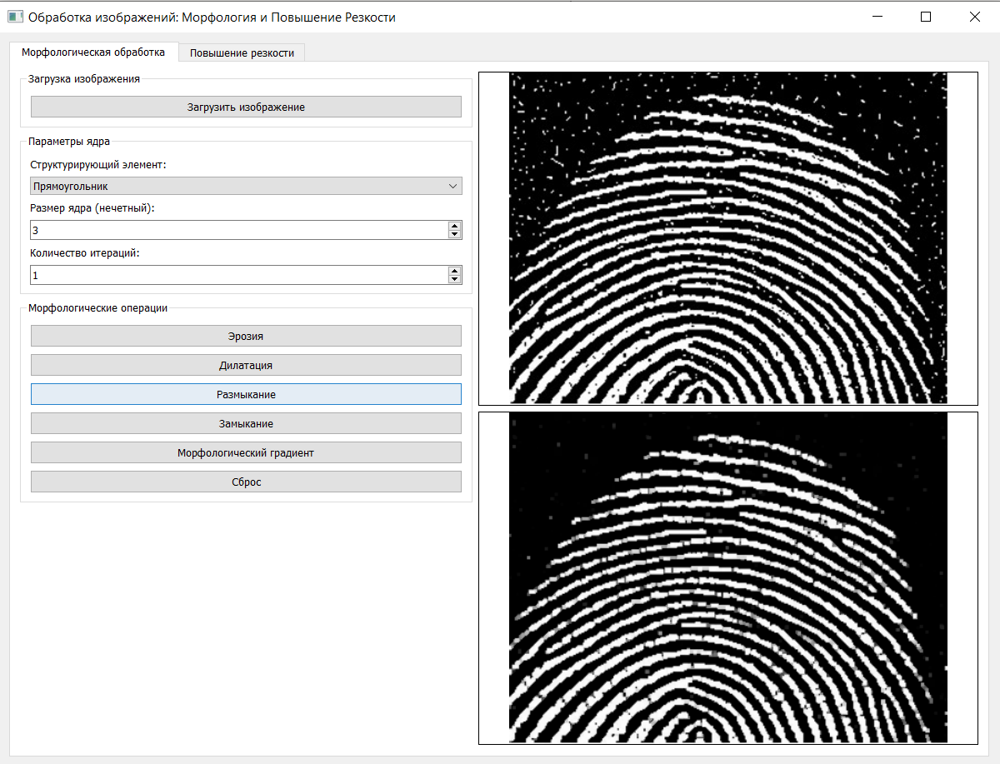 Обработка изображений: Морфология и Повышение Резкости
Морфологическая обработка
Повышение резкости
Загрузка изображения
Загрузить изображение
Параметры ядра
Структурирующий элемент:
Прямоугольник
Размер ядра (нечетный):
3
Количество итераций:
1
Морфологические операции
Эрозия
Дилатация
Размыкание
Замыкание
Морфологический градиент
Сброс